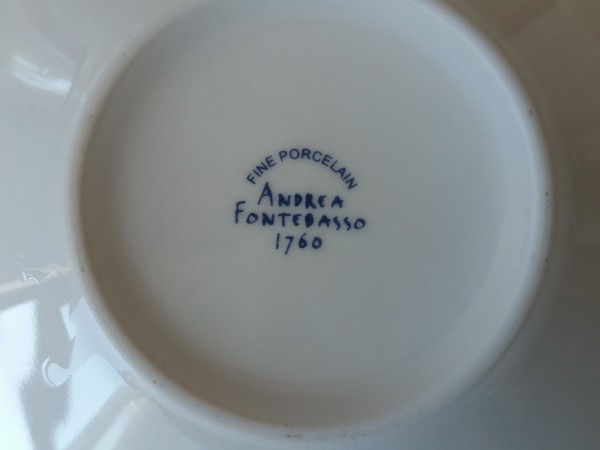 FINE PORCELAIN
ANDREA
FONTEBASSO
1760